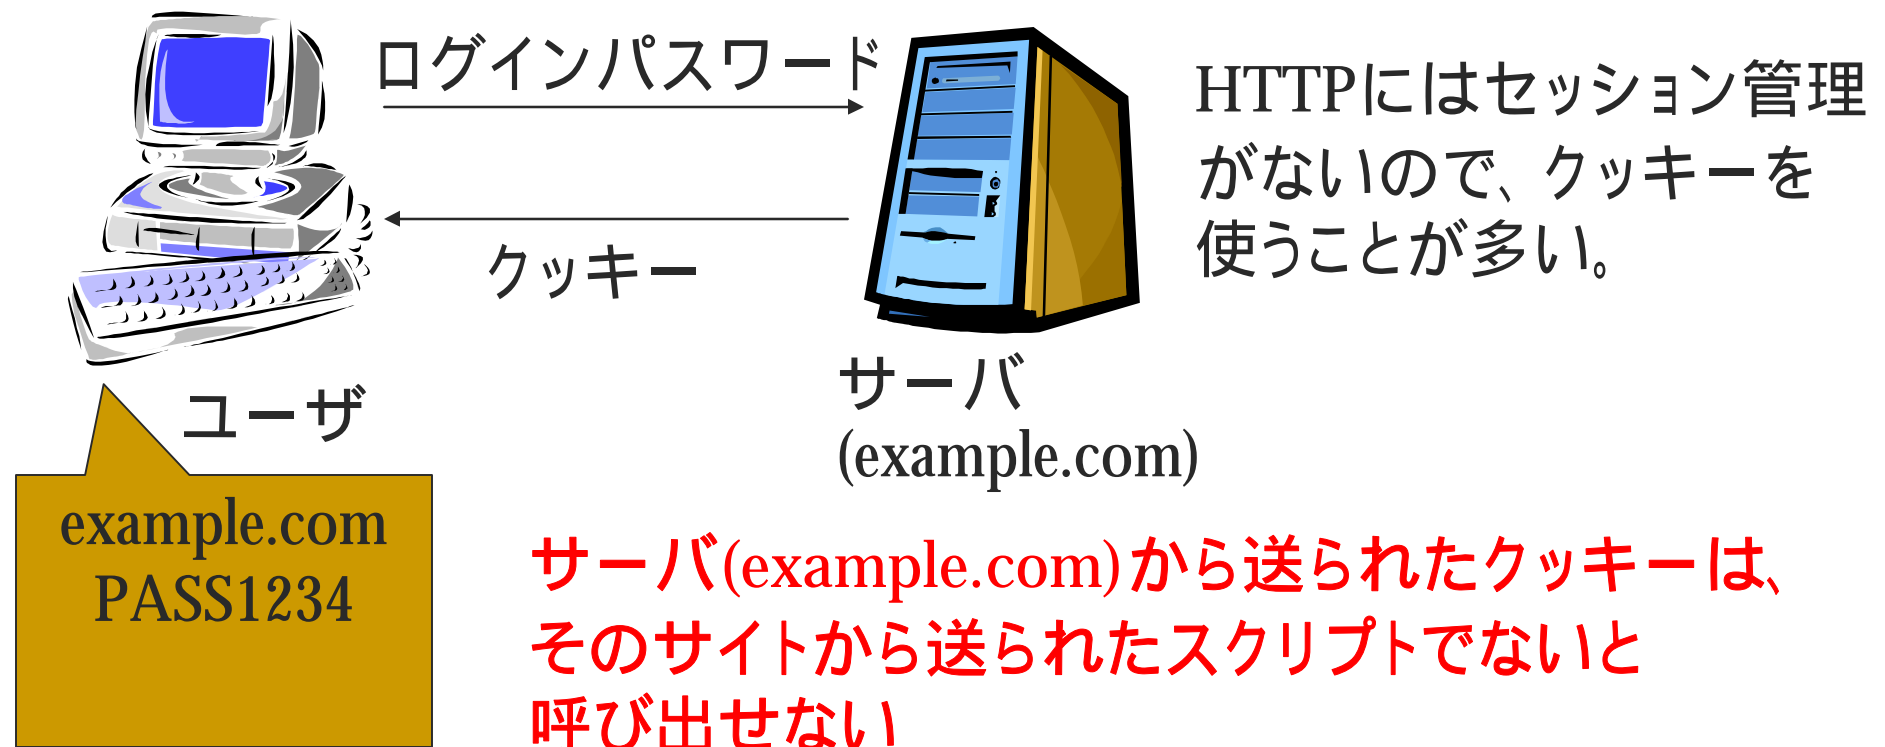 ログインパスワード
HTTPにはセッション管理
がないので、クッキーを
使うことが多い。
クッキー
サーバ
(example.com)
ユーザ
example.com
PASS1234
サーバ(example.com)から送られたクッキーは、
そのサイトから送られたスクリプトでないと
呼び出せない